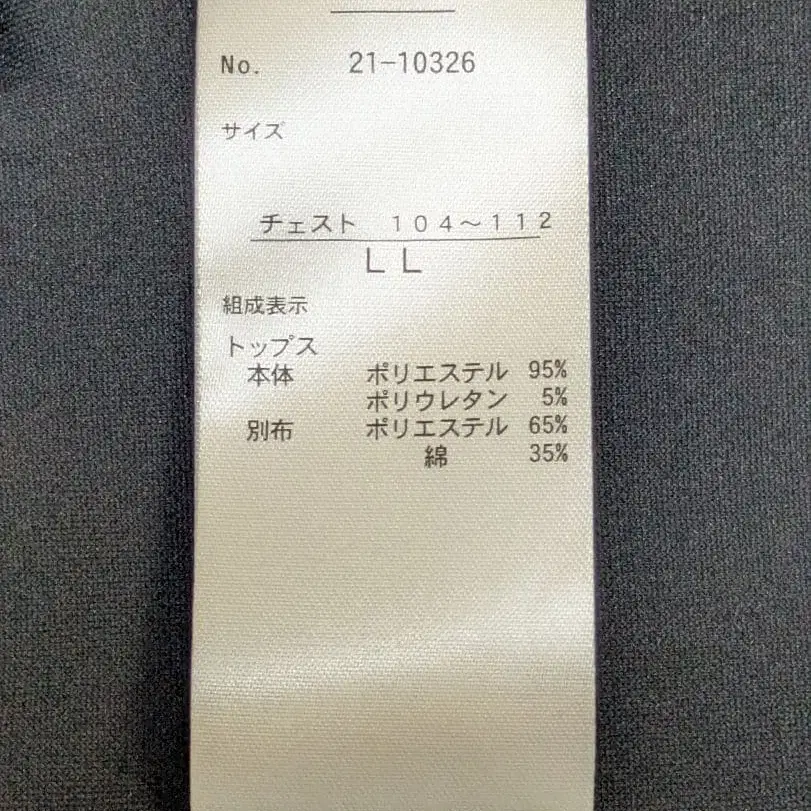 No. 21-10326
サイズ
チェスト 104～112
LL
組成表示
トップス
本体 ポリエステル 95%
ポリウレタン 5%
別布 ポリエステル 65%
綿 35%